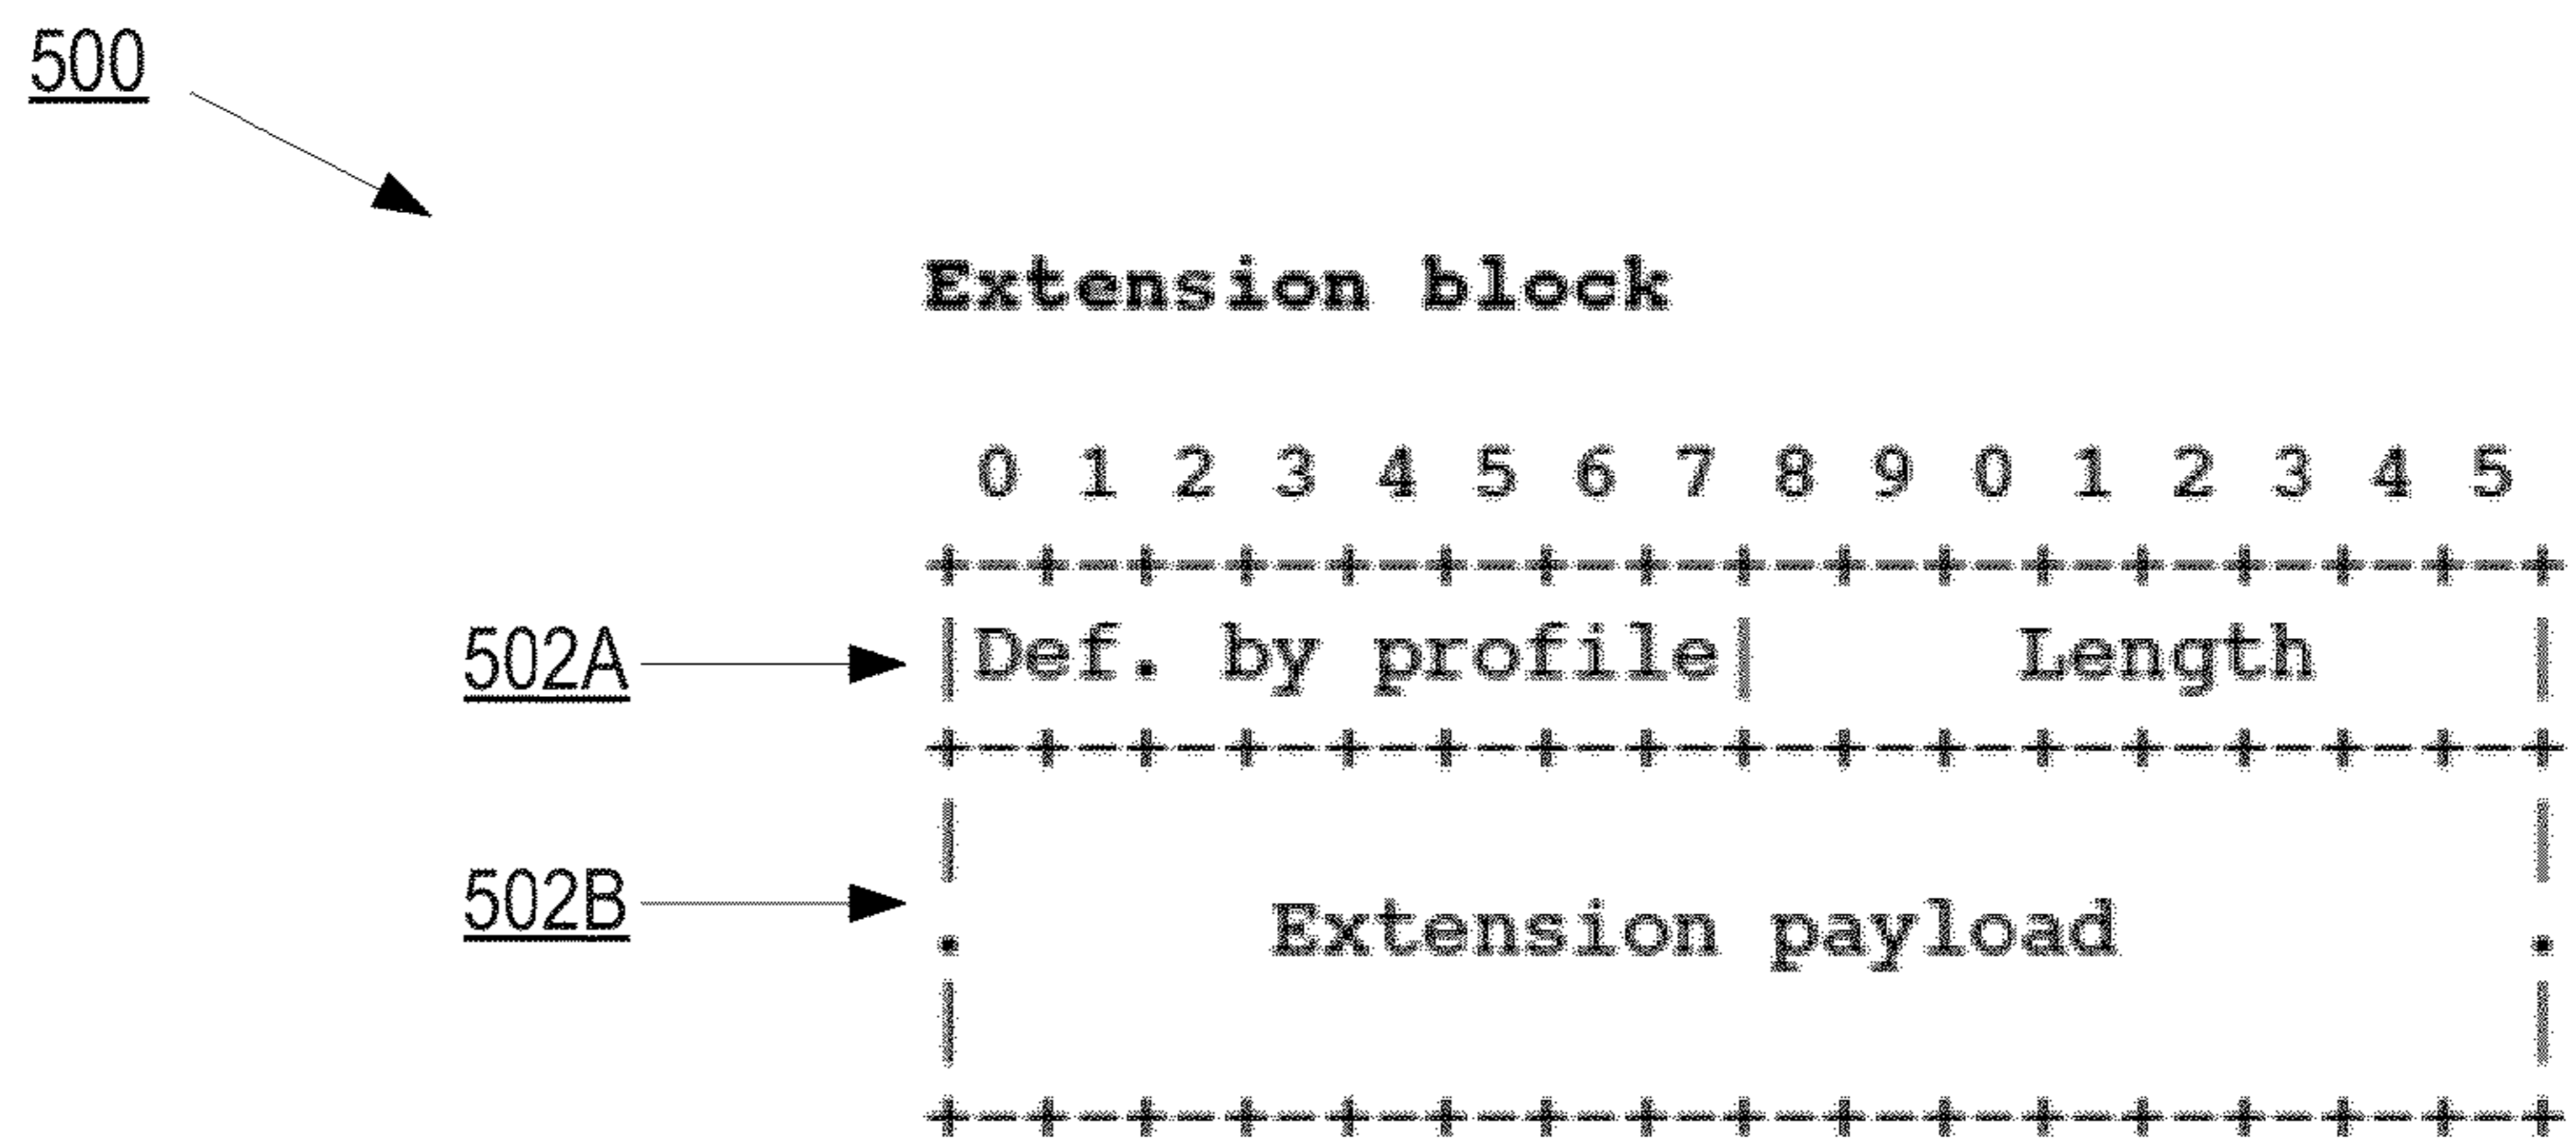 500
Extension block
0 1 2 3 4 5 6 7 8 9 0 1 2 3 4 5
+-+-+-+-+-+-+-+-+-+-+-+-+-+-+-+-+
502A |Def. by profile| Length |
+-+-+-+-+-+-+-+-+-+-+-+-+-+-+-+-+
| |
502B . Extension payload .
| |
+-+-+-+-+-+-+-+-+-+-+-+-+-+-+-+-+